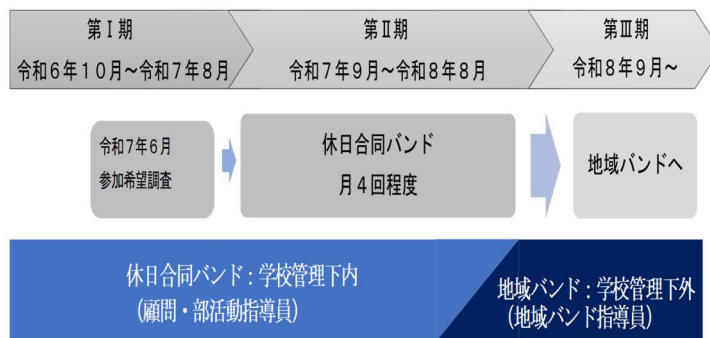 第Ⅰ期
令和6年10月～令和7年8月
第Ⅱ期
令和7年9月～令和8年8月
第Ⅲ期
令和8年9月～
令和7年6月
参加希望調査
休日合同バンド
月4回程度
地域バンドへ
休日合同バンド：学校管理下内
(顧問・部活動指導員)
地域バンド：学校管理下外
(地域バンド指導員)